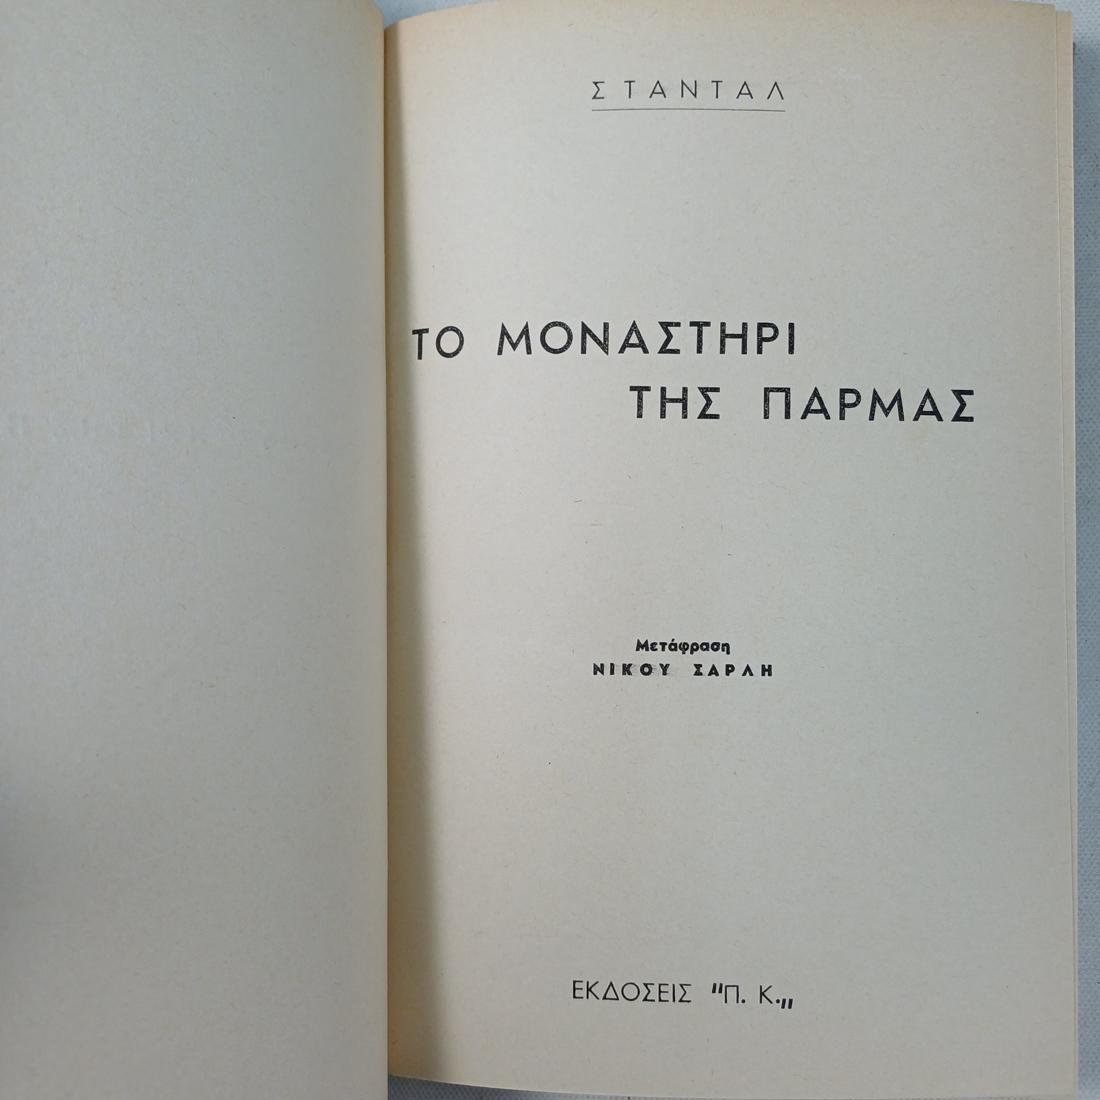 ΣΤΑΝΤΑΛ
ΤΟ ΜΟΝΑΣΤΗΡΙ
ΤΗΣ ΠΑΡΜΑΣ
Μετάφραση
ΝΙΚΟΥ ΣΑΡΛΗ
ΕΚΔΟΣΕΙΣ "Π. Κ.„